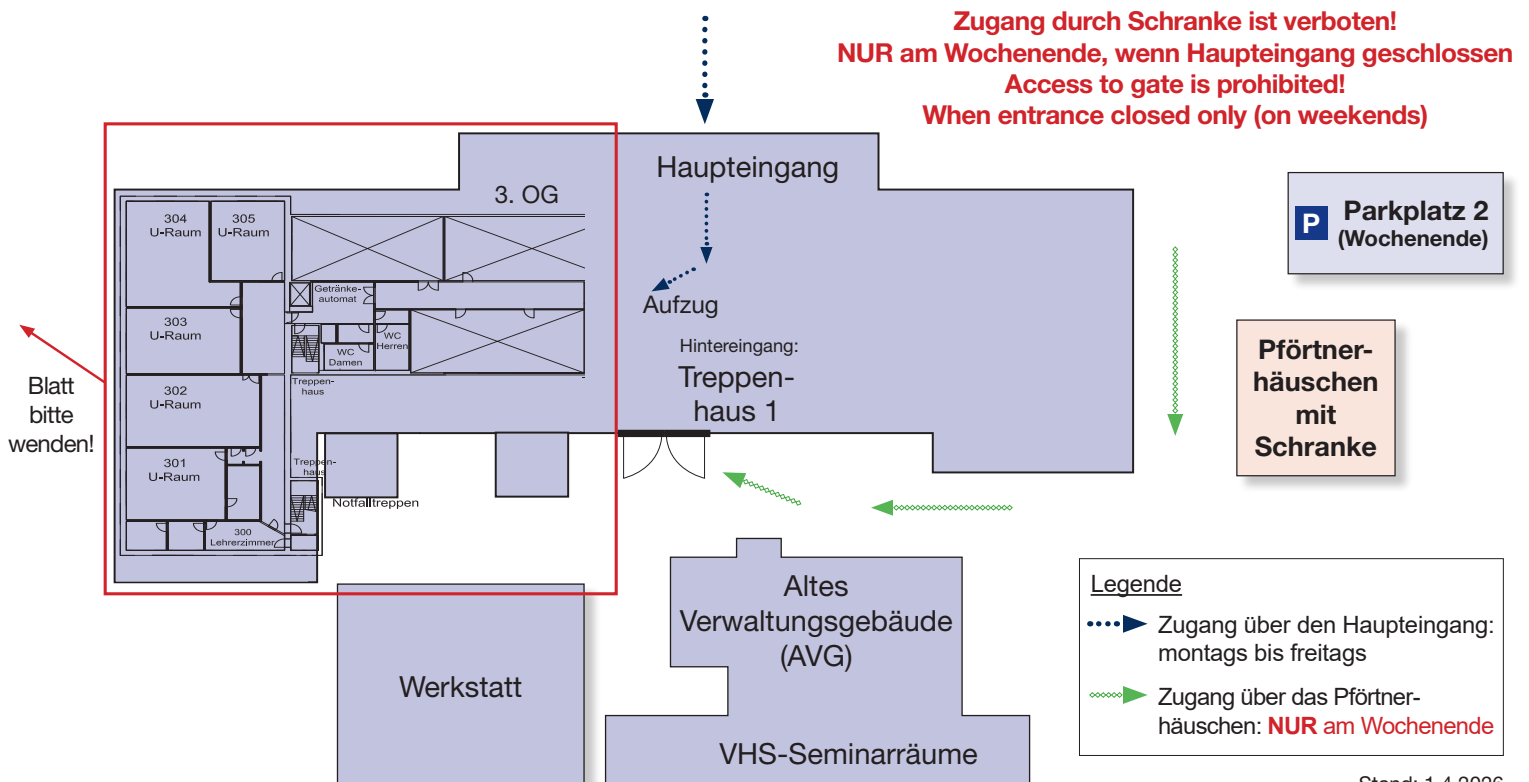 Zugang durch Schranke ist verboten!
NUR am Wochenende, wenn Haupteingang geschlossen
Access to gate is prohibited!
When entrance closed only (on weekends)
Haupteingang
3. OG
304
U-Raum
305
U-Raum
Parkplatz 2
(Wochenende)
P
Getränke-
automat
Aufzug
303
U-Raum
WC
Herren
WC
Damen
Hintereingang:
Treppen-
haus 1
Pförtner-
häuschen
mit
Schranke
Blatt
bitte
wenden!
Treppen-
haus
302
U-Raum
301
U-Raum
Treppen-
haus
Notfalltreppen
300
Lehrerzimmer
Altes
Verwaltungsgebäude
(AVG)
Werkstatt
VHS-Seminarräume
Legende
Zugang über den Haupteingang:
montags bis freitags
Zugang über das Pförtner-
häuschen: NUR am Wochenende